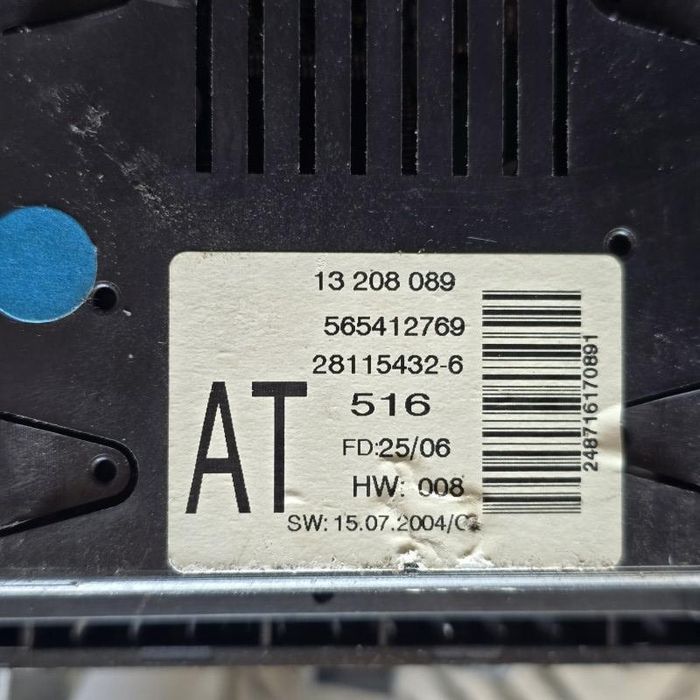 13 208 089
565412769
28115432-6
AT
516
FD:25/06
HW: 008
SW: 15.07.2004/
248716170891